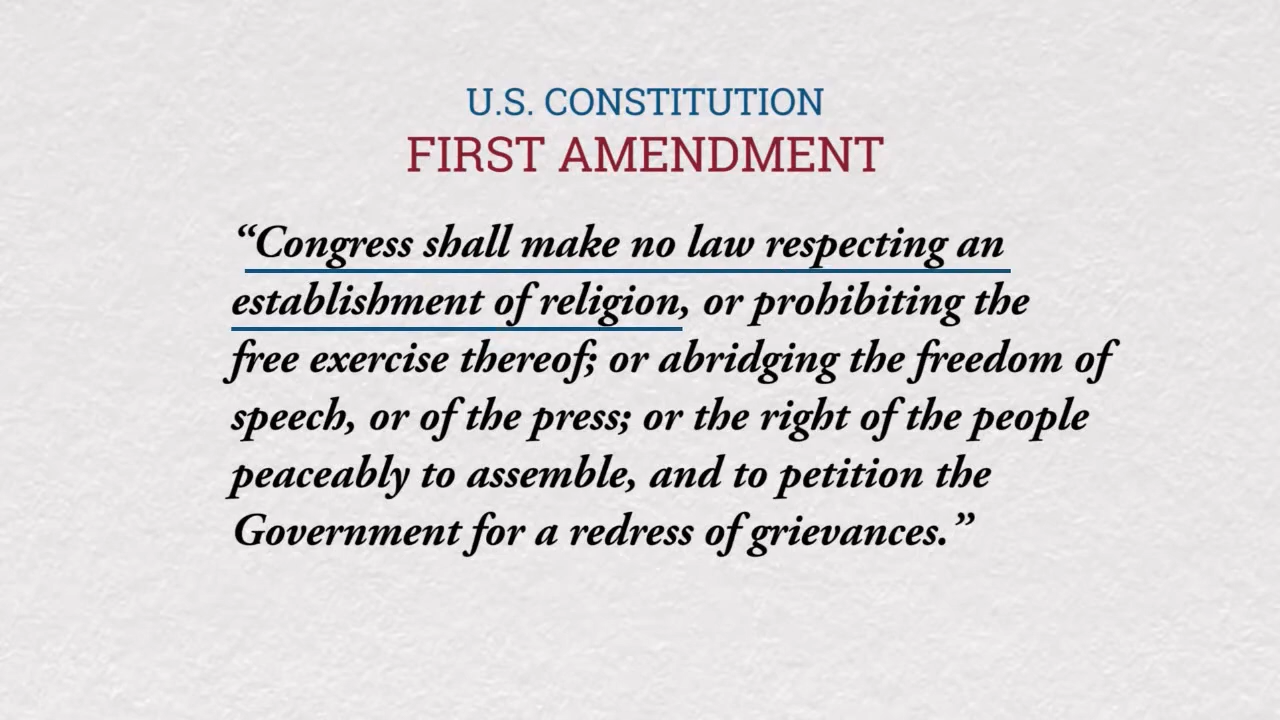 U.S. CONSTITUTION
FIRST AMENDMENT
“Congress shall make no law respecting an
establishment of religion, or prohibiting the
free exercise thereof; or abridging the freedom of
speech, or of the press; or the right of the people
peaceably to assemble, and to petition the
Government for a redress of grievances.”